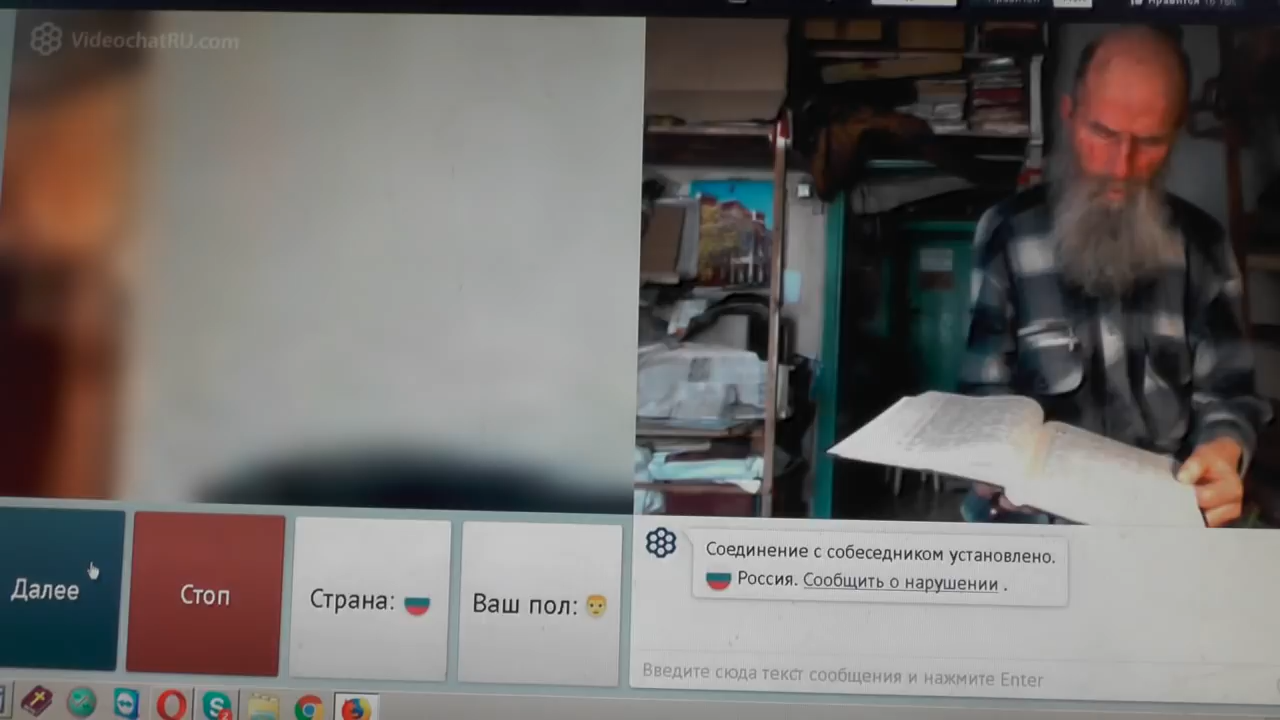 VideochatRU.com
Соединение с собеседником установлено.
Россия. Сообщить о нарушении .
Далее
Стоп
Страна:
Ваш пол:
Введите сюда текст сообщения и нажмите Enter